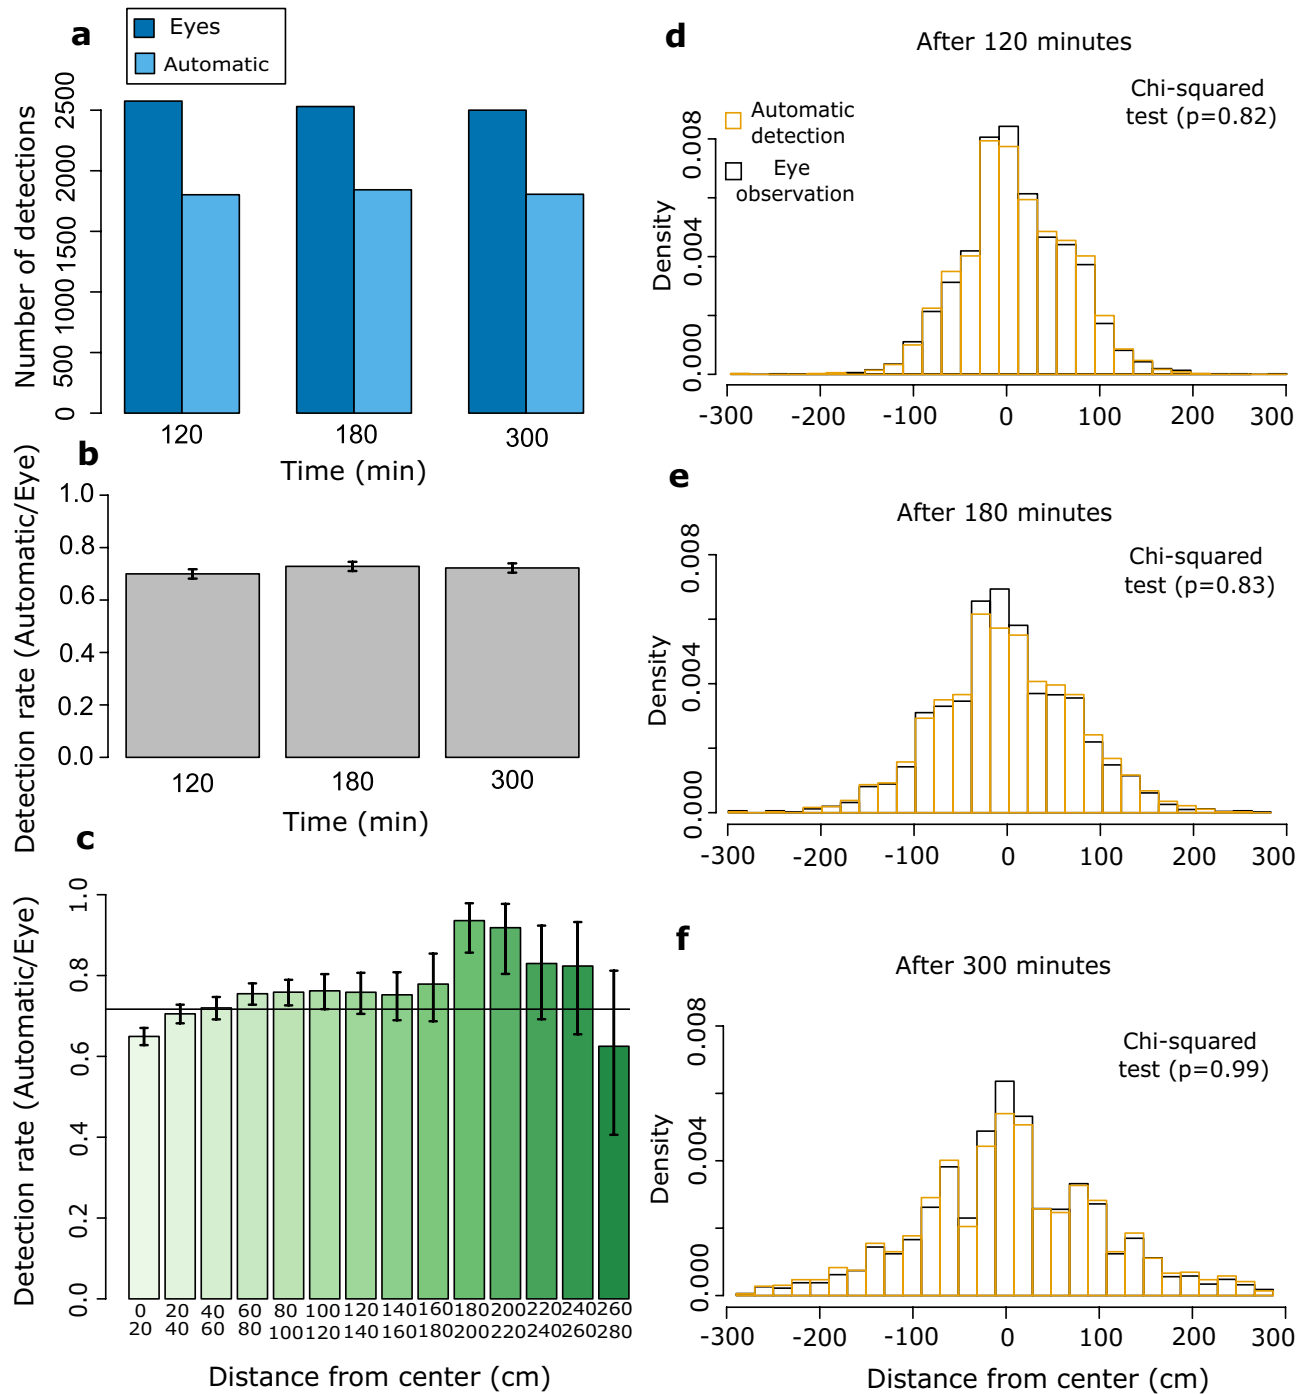 a
Eyes
Automatic
Number of detections
0 500 1000 1500 2000 2500
120 180 300
Time (min)
b
Detection rate (Automatic/Eye)
0.0 0.2 0.4 0.6 0.8 1.0
120 180 300
Time (min)
c
Detection rate (Automatic/Eye)
0.0 0.2 0.4 0.6 0.8 1.0
0 20 40 60 80 100 120 140 160 180 200 220 240 260
20 40 60 80 100 120 140 160 180 200 220 240 260 280
Distance from center (cm)
d
After 120 minutes
Chi-squared
test (p=0.82)
Automatic
detection
Eye
observation
Density
0.000 0.004 0.008
-300 -200 -100 0 100 200 300
e
After 180 minutes
Chi-squared
test (p=0.83)
Density
0.000 0.004 0.008
-300 -200 -100 0 100 200 300
f
After 300 minutes
Chi-squared
test (p=0.99)
Density
0.000 0.004 0.008
-300 -200 -100 0 100 200 300
Distance from center (cm)